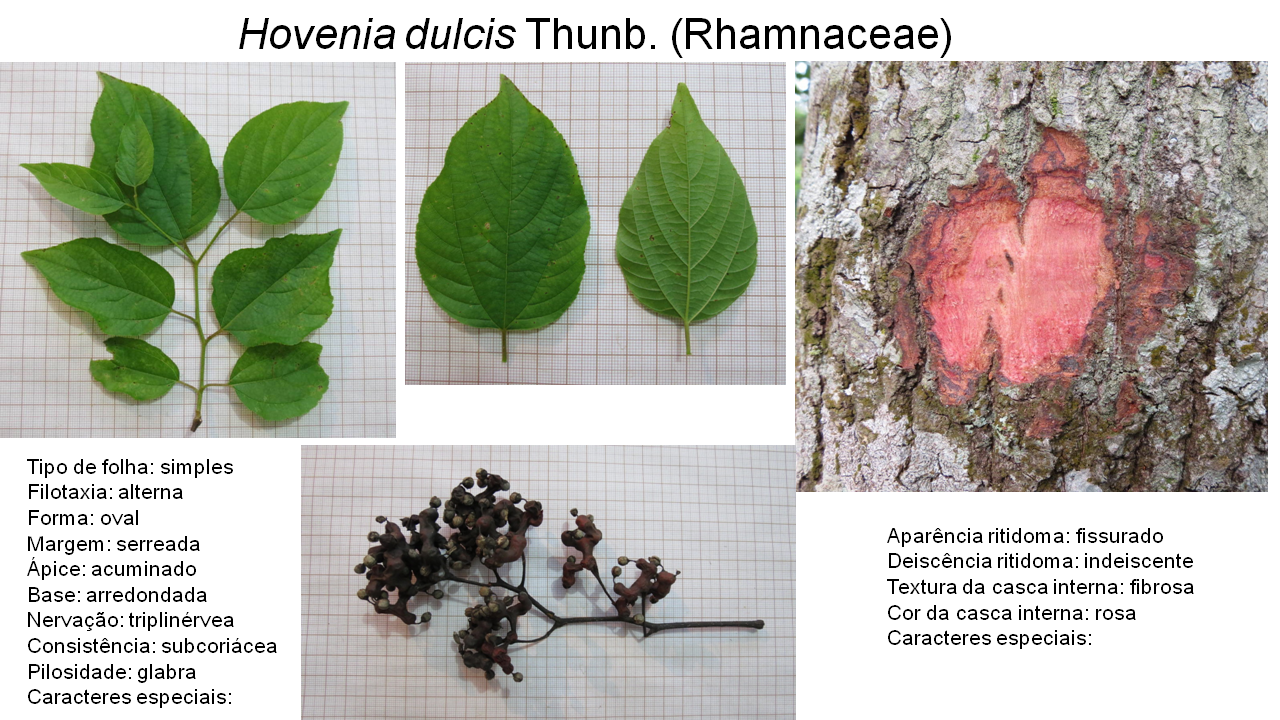 Hovenia dulcis Thunb. (Rhamnaceae)
Tipo de folha: simples
Filotaxia: alterna
Forma: oval
Margem: serreada
Ápice: acuminado
Base: arredondada
Nervação: triplinérvea
Consistência: subcoriácea
Pilosidade: glabra
Caracteres especiais:
Aparência ritidoma: fissurado
Deiscência ritidoma: indeiscente
Textura da casca interna: fibrosa
Cor da casca interna: rosa
Caracteres especiais: